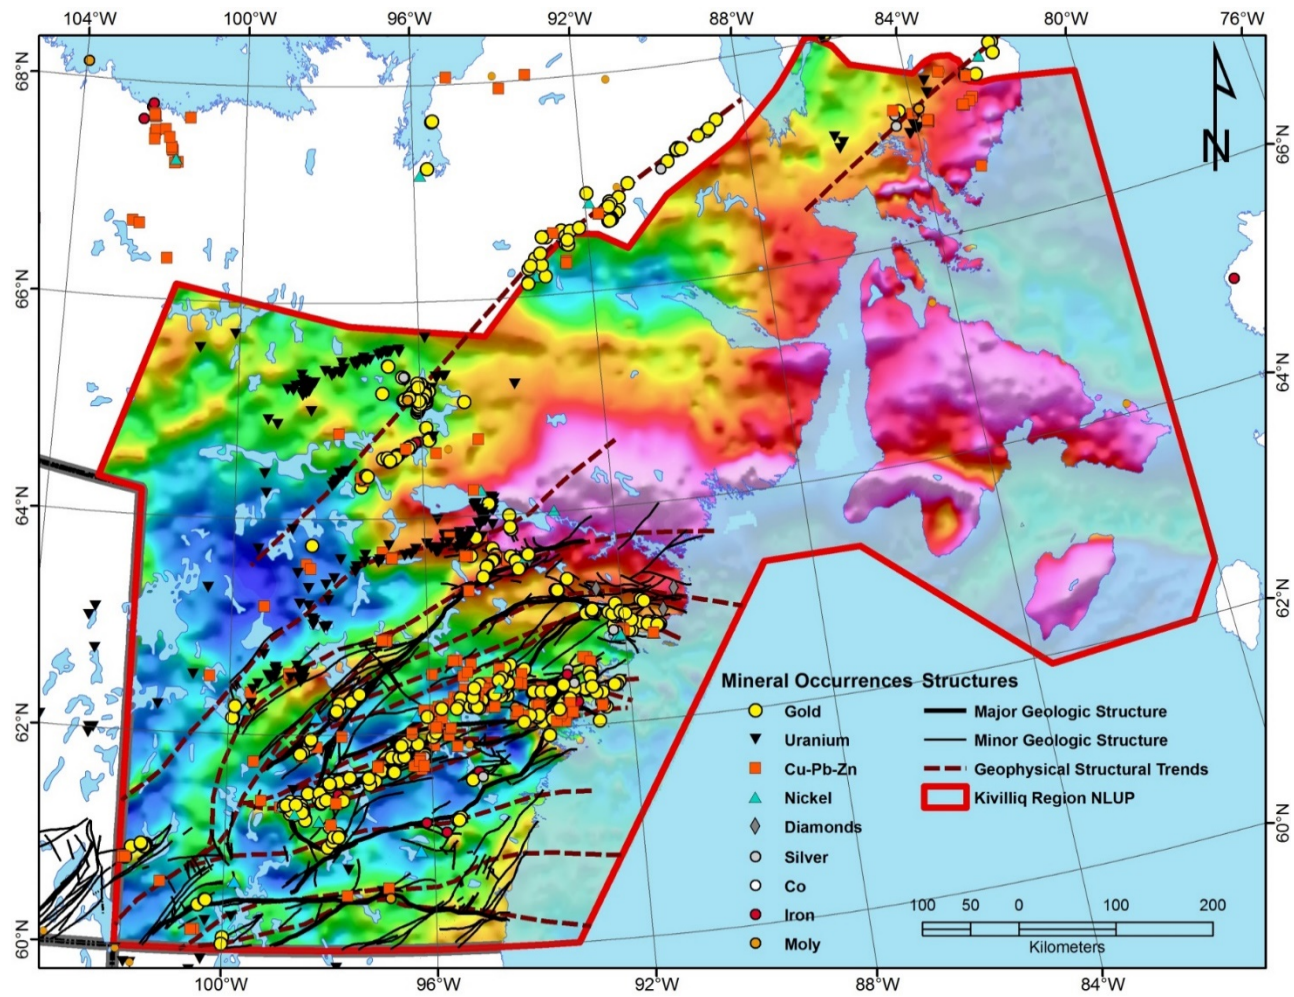 104°W 100°W 96°W 92°W 88°W 84°W 80°W 76°W
68°N
66°N
64°N
62°N
60°N
N
66°N
64°N
62°N
60°N
Mineral Occurrences Structures
Gold Major Geologic Structure
Uranium Minor Geologic Structure
Cu-Pb-Zn Geophysical Structural Trends
Nickel Kivilliq Region NLUP
Diamonds
Silver
Co
Iron
Moly
100 50 0 100 200
Kilometers
100°W 96°W 92°W 88°W 84°W